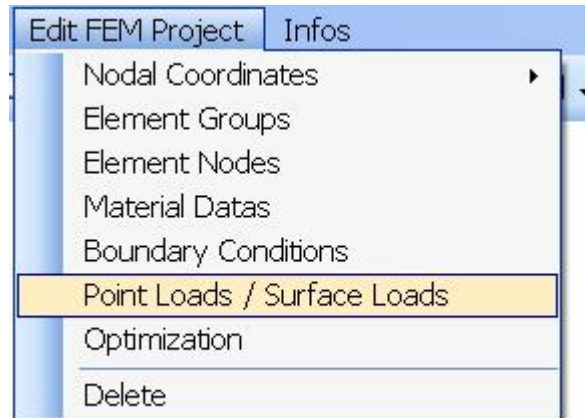 Edit FEM Project Infos
Nodal Coordinates
Element Groups
Element Nodes
Material Datas
Boundary Conditions
Point Loads / Surface Loads
Optimization
Delete